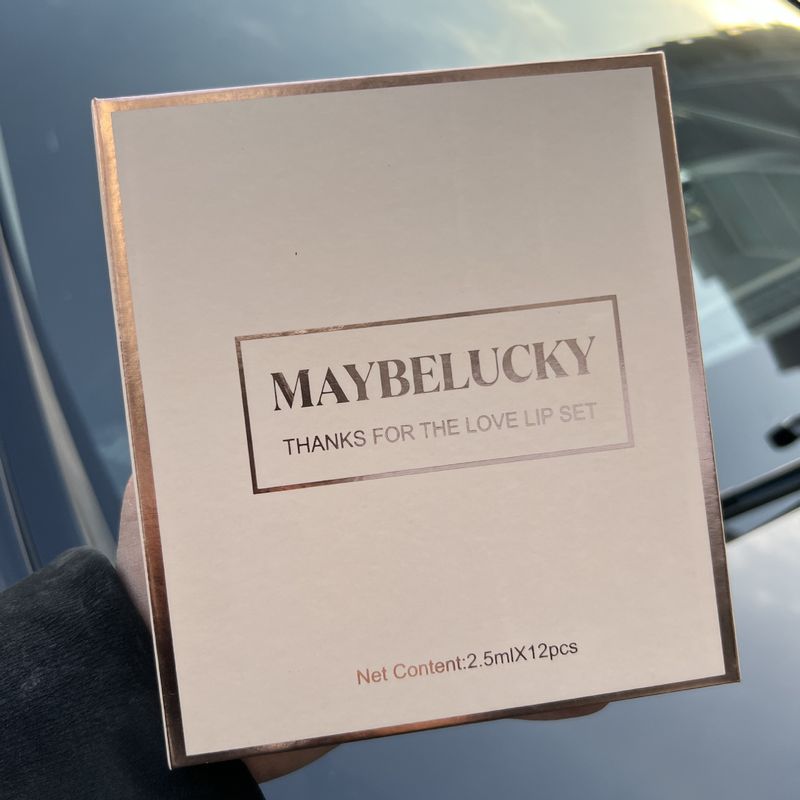 MAYBELUCKY
THANKS FOR THE LOVE LIP SET
Net Content:2.5mlX12pcs